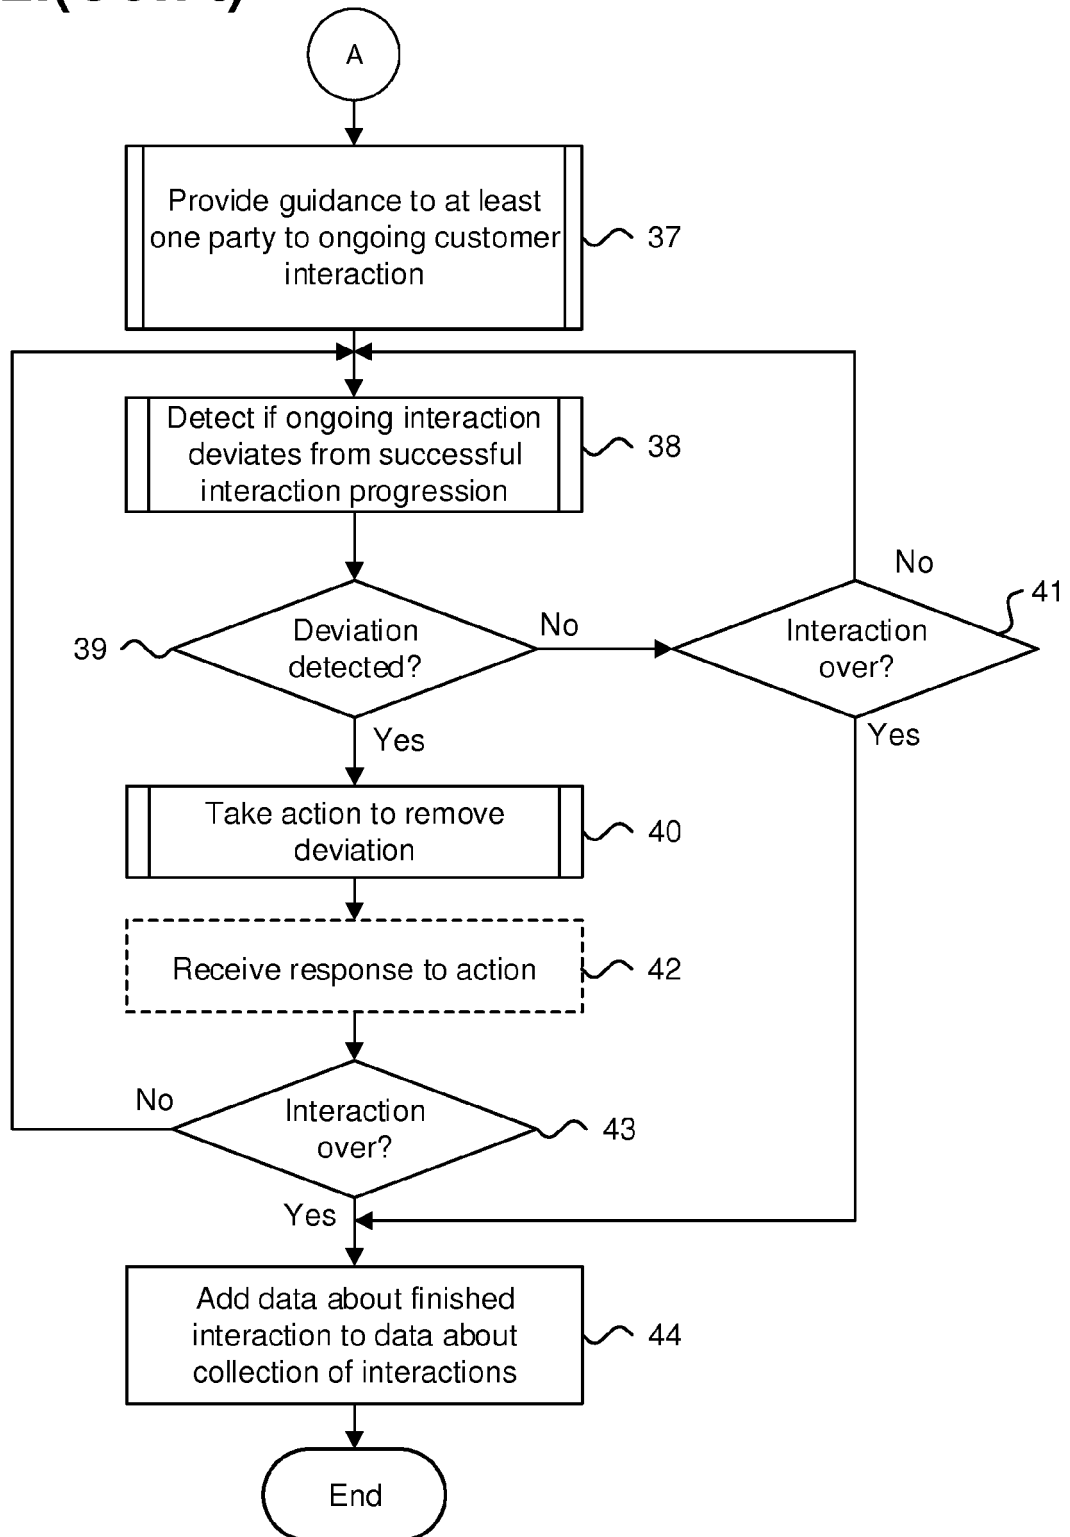 A
Provide guidance to at least
one party to ongoing customer
interaction
37
Detect if ongoing interaction
deviates from successful
interaction progression
38
No
41
Deviation
detected?
39
No
Interaction
over?
Yes
Yes
Take action to remove
deviation
40
Receive response to action
42
No
Interaction
over?
43
Yes
Add data about finished
interaction to data about
collection of interactions
44
End